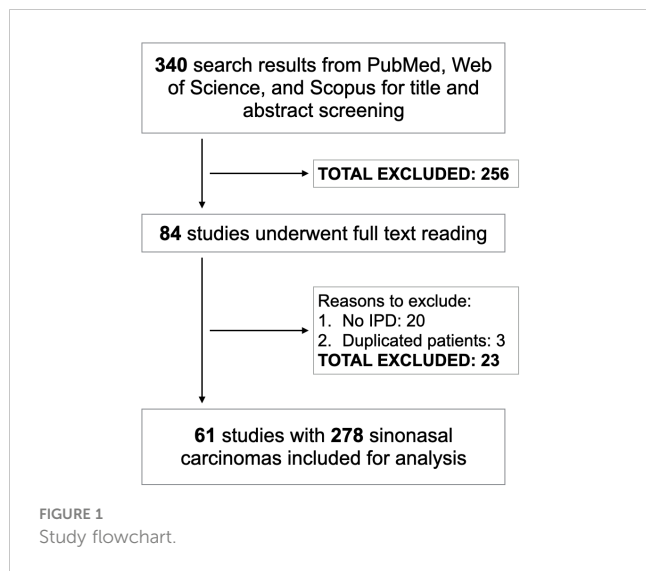 340 search results from PubMed, Web
of Science, and Scopus for title and
abstract screening
TOTAL EXCLUDED: 256
84 studies underwent full text reading
Reasons to exclude:
1. No IPD: 20
2. Duplicated patients: 3
TOTAL EXCLUDED: 23
61 studies with 278 sinonasal
carcinomas included for analysis
FIGURE 1
Study flowchart.